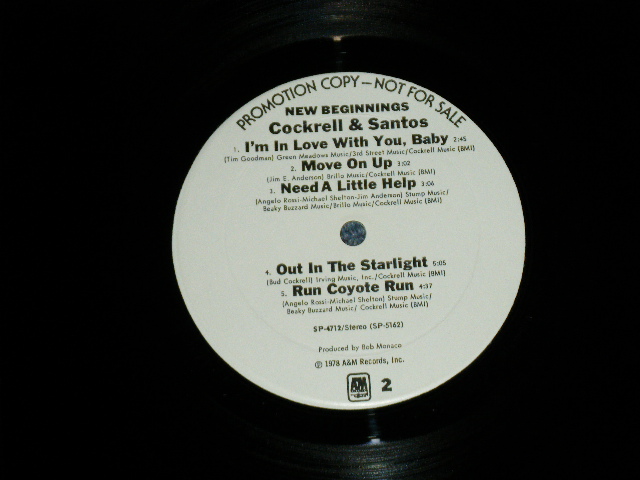 PROMOTION COPY — NOT FOR SALE
NEW BEGINNINGS
Cockrell & Santos
1. I'm In Love With You, Baby 2:45
(Tim Goodman) Green Meadows Music/3rd Street Music/Cockrell Music (BMI)
2. Move On Up 3:02
(Jim E. Anderson) Brillo Music/Cockrell Music (BMI)
3. Need A Little Help 3:06
(Angelo Rossi-Michael Shelton-Jim Anderson) Stump Music/
Beaky Buzzard Music/Brillo Music/Cockrell Music (BMI)
4. Out In The Starlight 5:05
(Bud Cockrell) Irving Music, Inc./Cockrell Music (BMI)
5. Run Coyote Run 4:37
(Angelo Rossi-Michael Shelton) Stump Music/
Beaky Buzzard Music/ Cockrell Music (BMI)
SP-4712/Stereo (SP-5162)
Produced by Bob Monaco
℗ 1978 A&M Records, Inc.
A&M 2